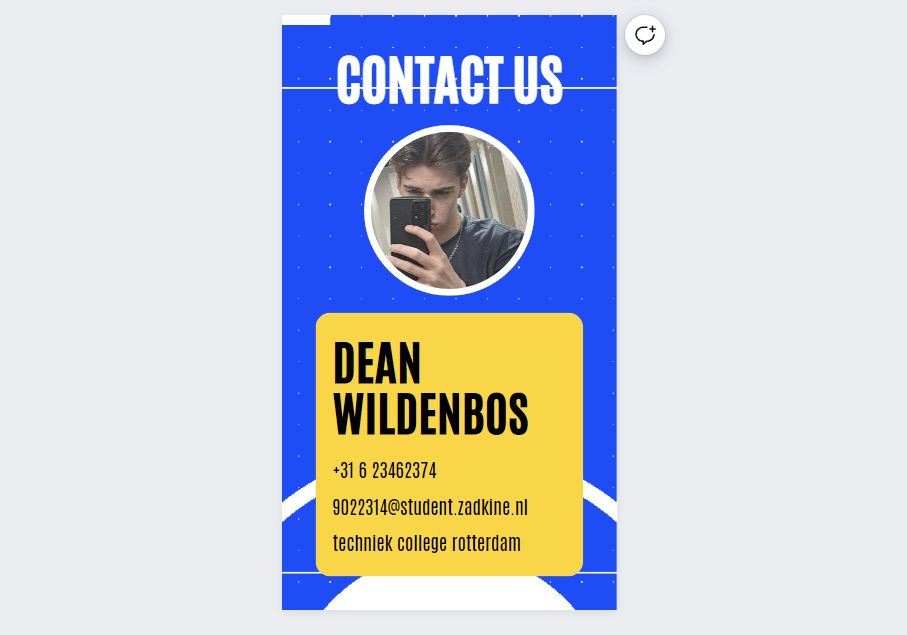 CONTACT US
DEAN
WILDENBOS
+31 6 23462374
9022314@student.zadkine.nl
techniek college rotterdam